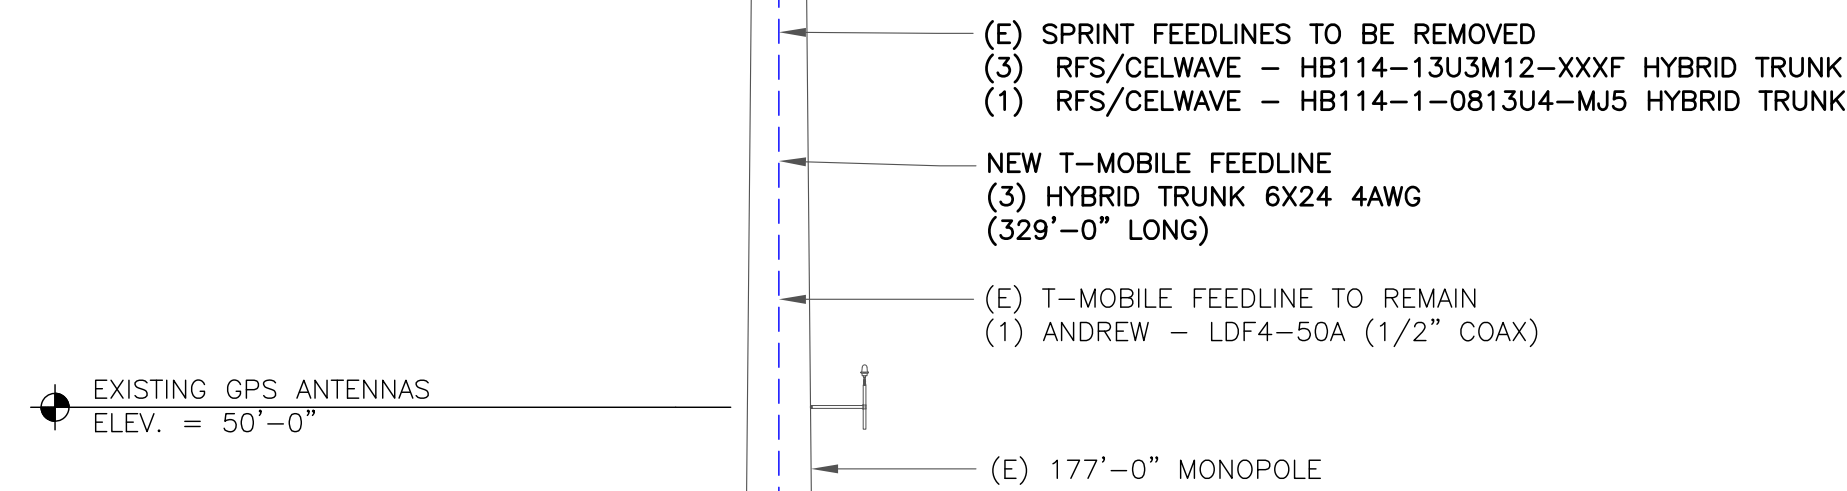 (E) SPRINT FEEDLINES TO BE REMOVED
(3) RFS/CELWAVE – HB114–13U3M12–XXXF HYBRID TRUNK
(1) RFS/CELWAVE – HB114–1–0813U4–MJ5 HYBRID TRUNK
NEW T–MOBILE FEEDLINE
(3) HYBRID TRUNK 6X24 4AWG
(329'–0" LONG)
(E) T–MOBILE FEEDLINE TO REMAIN
(1) ANDREW – LDF4–50A (1/2" COAX)
EXISTING GPS ANTENNAS
ELEV. = 50'–0"
(E) 177'–0" MONOPOLE